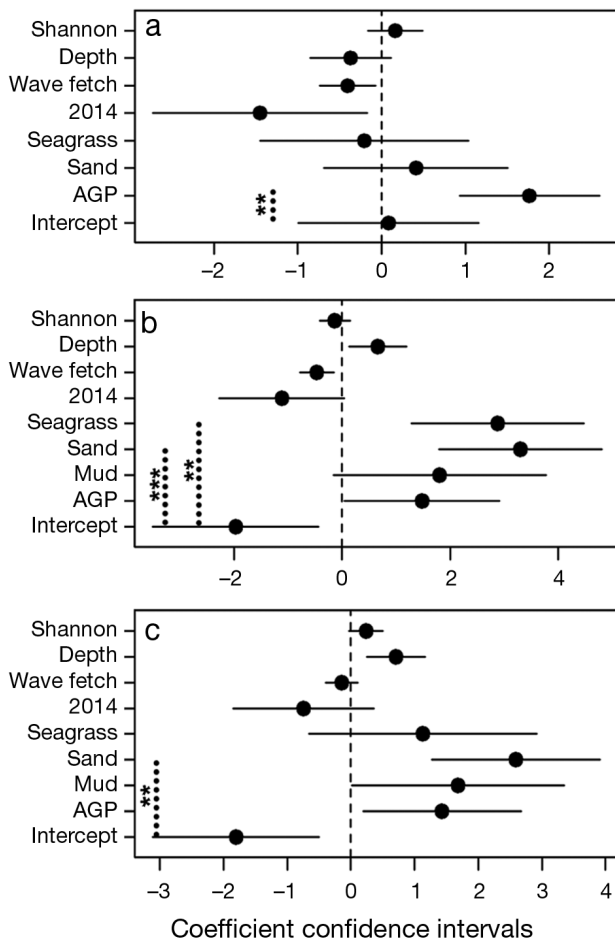 a
Shannon
Depth
Wave fetch
2014
Seagrass
Sand
AGP
**
Intercept
−2 −1 0 1 2
b
Shannon
Depth
Wave fetch
2014
Seagrass
Sand
Mud
AGP
*** **
Intercept
−2 0 2 4
c
Shannon
Depth
Wave fetch
2014
Seagrass
Sand
Mud
AGP
**
Intercept
−3 −2 −1 0 1 2 3 4
Coefficient confidence intervals